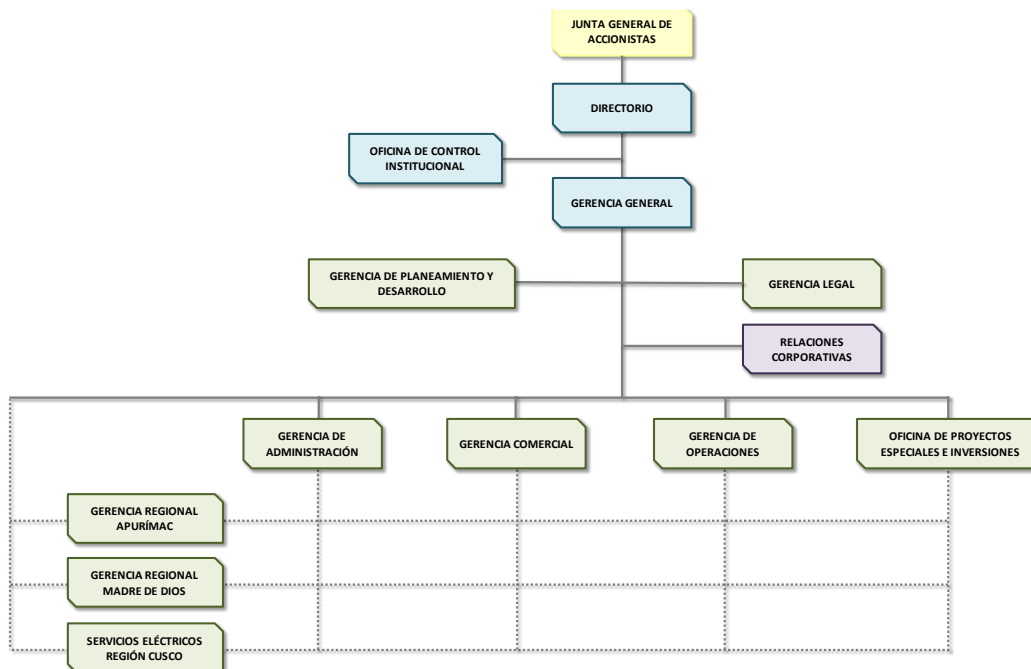 JUNTA GENERAL DE
ACCIONISTAS
DIRECTORIO
OFICINA DE CONTROL
INSTITUCIONAL
GERENCIA GENERAL
GERENCIA DE PLANEAMIENTO Y
DESARROLLO
GERENCIA LEGAL
RELACIONES
CORPORATIVAS
GERENCIA DE
ADMINISTRACIÓN
GERENCIA COMERCIAL
GERENCIA DE
OPERACIONES
OFICINA DE PROYECTOS
ESPECIALES E INVERSIONES
GERENCIA REGIONAL
APURÍMAC
GERENCIA REGIONAL
MADRE DE DIOS
SERVICIOS ELÉCTRICOS
REGIÓN CUSCO